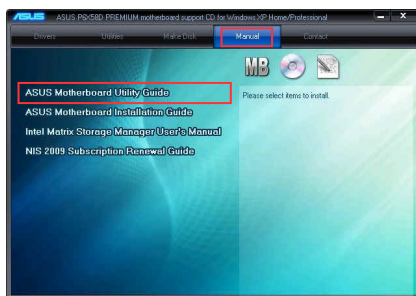 ASUS ASUS P6X58D PREMIUM motherboard support CD for Windows XP Home/Professional
Drivers Utilities Make Disk Manual Contact
MB
ASUS Motherboard Utility Guide
Please select items to install.
ASUS Motherboard Installation Guide
Intel Matrix Storage Manager User's Manual
NIS 2009 Subscription Renewal Guide